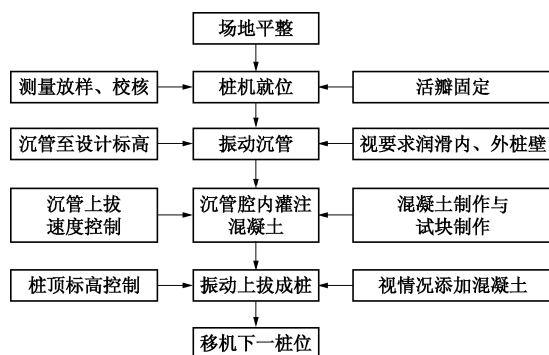 场地平整
测量放样、校核
桩机就位
活瓣固定
沉管至设计标高
振动沉管
视要求润滑内、外桩壁
沉管上拔
速度控制
沉管腔内灌注
混凝土
混凝土制作与
试块制作
桩顶标高控制
振动上拔成桩
视情况添加混凝土
移机下一桩位